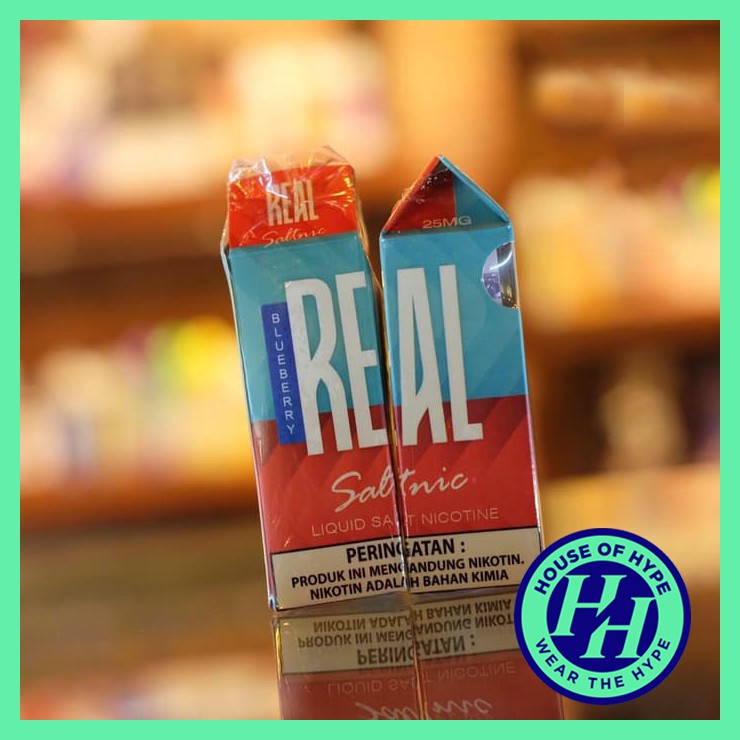 REAL
Saltnic
25MG
BLUEBERRY
REAL
Saltnic
LIQUID SALT NICOTINE
PERINGATAN :
PRODUK INI MENGANDUNG NIKOTIN.
NIKOTIN ADALAH BAHAN KIMIA
HOUSE OF HYPE
HH
WEAR THE HYPE